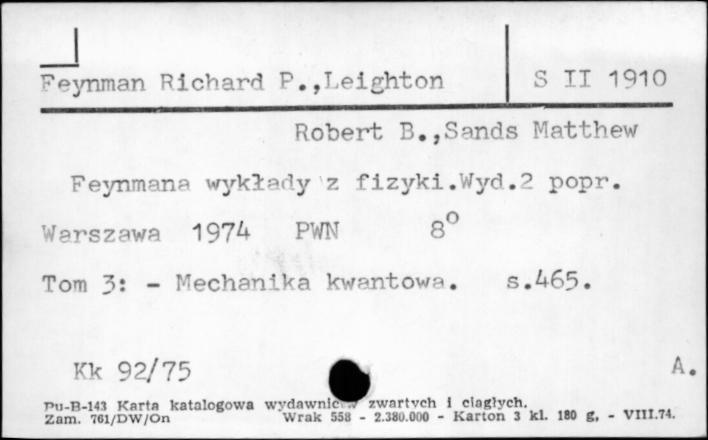 Feynman Richard P.,Leighton
S II 1910
Robert B.,Sands Matthew
Feynmana wykłady z fizyki.Wyd.2 popr.
Warszawa 1974 PWN 8°
Tom 3: - Mechanika kwantowa. s.465.
Kk 92/75
A.
Pu-B-143 Karta katalogowa zwartych i ciągłych.
Zam. 761/DW/On Wrak 558 - 2.380.000 - Karton 3 kl. 180 g. - VIII.74.